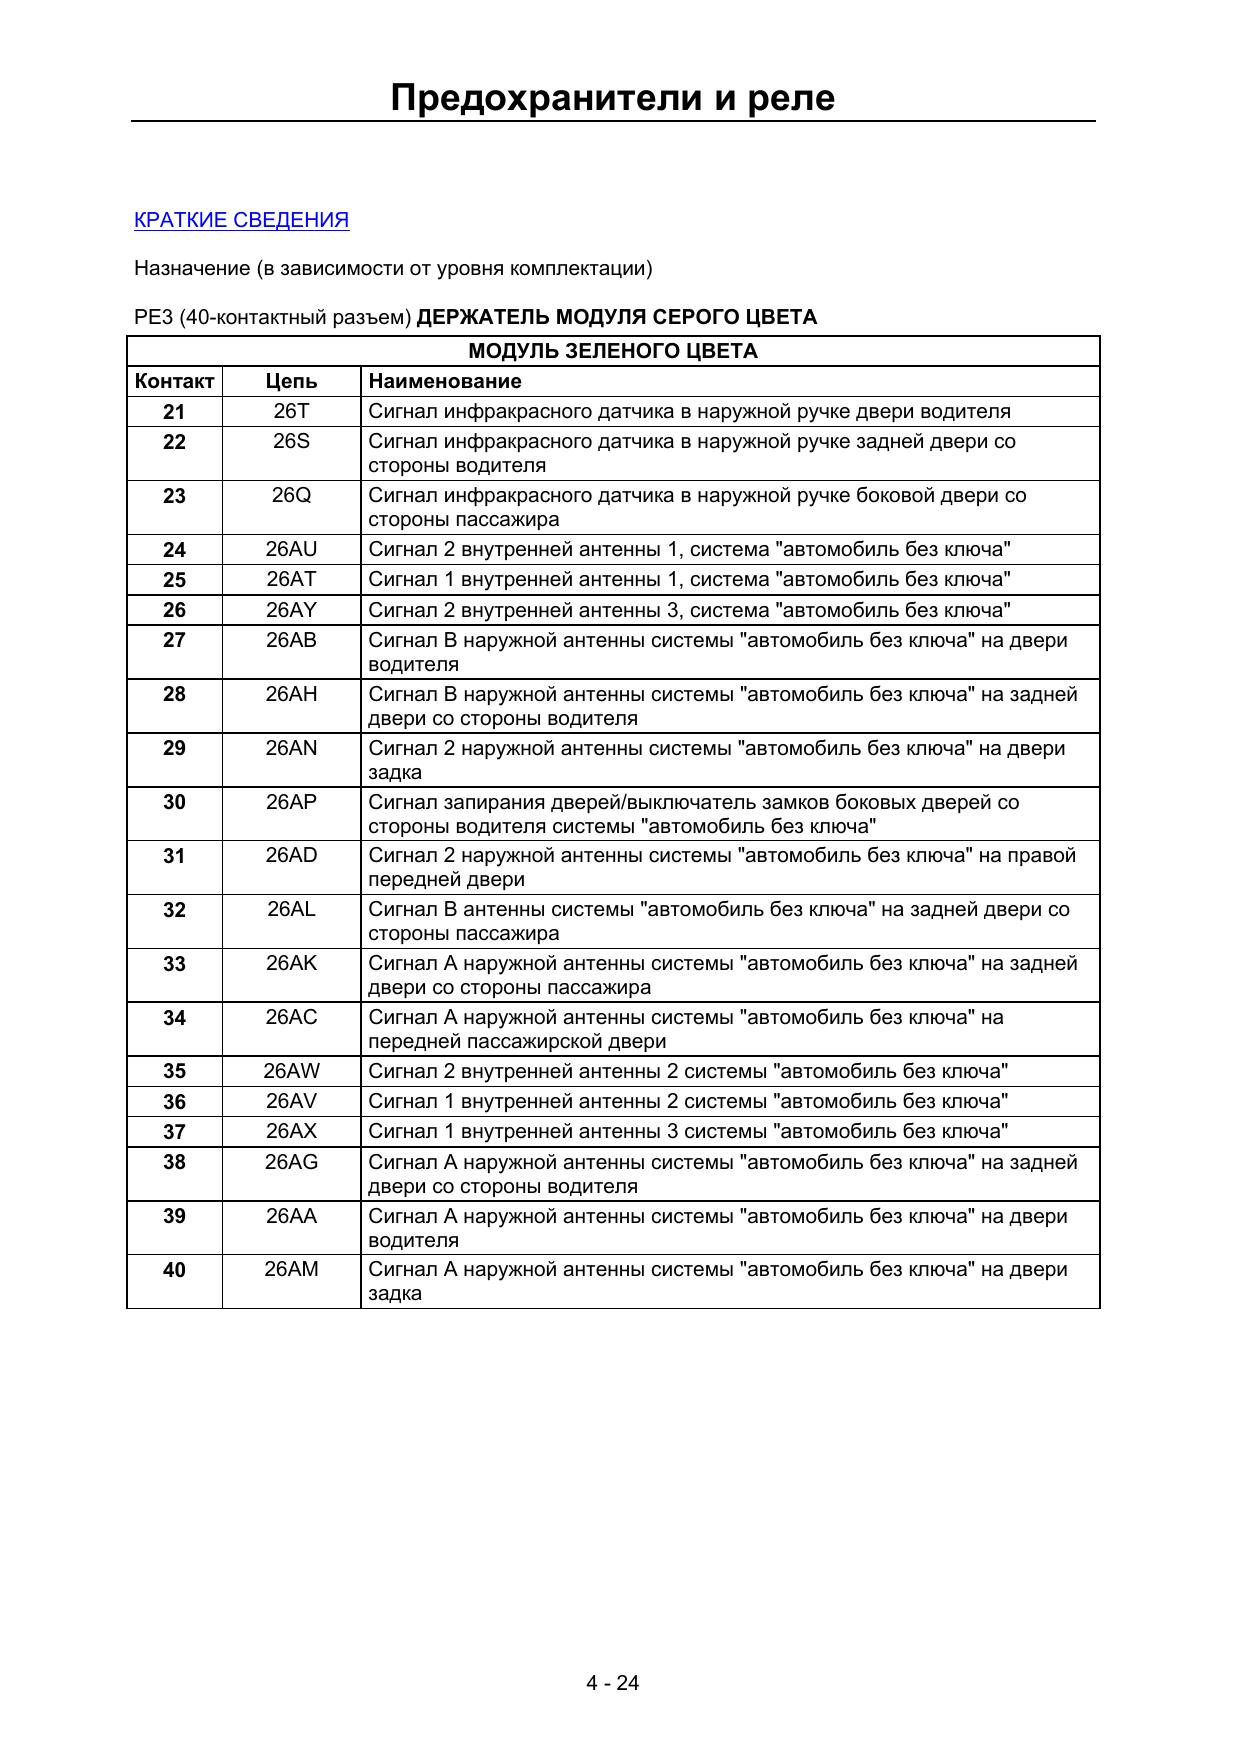 Предохранители и реле
КРАТКИЕ СВЕДЕНИЯ
Назначение (в зависимости от уровня комплектации)
PE3 (40-контактный разъем) ДЕРЖАТЕЛЬ МОДУЛЯ СЕРОГО ЦВЕТА
МОДУЛЬ ЗЕЛЕНОГО ЦВЕТА
Контакт Цепь Наименование
21 26T Сигнал инфракрасного датчика в наружной ручке двери водителя
22 26S Сигнал инфракрасного датчика в наружной ручке задней двери со
стороны водителя
23 26Q Сигнал инфракрасного датчика в наружной ручке боковой двери со
стороны пассажира
24 26AU Сигнал 2 внутренней антенны 1, система "автомобиль без ключа"
25 26AT Сигнал 1 внутренней антенны 1, система "автомобиль без ключа"
26 26AY Сигнал 2 внутренней антенны 3, система "автомобиль без ключа"
27 26AB Сигнал B наружной антенны системы "автомобиль без ключа" на двери
водителя
28 26AH Сигнал B наружной антенны системы "автомобиль без ключа" на задней
двери со стороны водителя
29 26AN Сигнал 2 наружной антенны системы "автомобиль без ключа" на двери
задка
30 26AP Сигнал запирания дверей/выключатель замков боковых дверей со
стороны водителя системы "автомобиль без ключа"
31 26AD Сигнал 2 наружной антенны системы "автомобиль без ключа" на правой
передней двери
32 26AL Сигнал B антенны системы "автомобиль без ключа" на задней двери со
стороны пассажира
33 26AK Сигнал A наружной антенны системы "автомобиль без ключа" на задней
двери со стороны пассажира
34 26AC Сигнал A наружной антенны системы "автомобиль без ключа" на
передней пассажирской двери
35 26AW Сигнал 2 внутренней антенны 2 системы "автомобиль без ключа"
36 26AV Сигнал 1 внутренней антенны 2 системы "автомобиль без ключа"
37 26AX Сигнал 1 внутренней антенны 3 системы "автомобиль без ключа"
38 26AG Сигнал A наружной антенны системы "автомобиль без ключа" на задней
двери со стороны водителя
39 26AA Сигнал A наружной антенны системы "автомобиль без ключа" на двери
водителя
40 26AM Сигнал A наружной антенны системы "автомобиль без ключа" на двери
задка
4 - 24